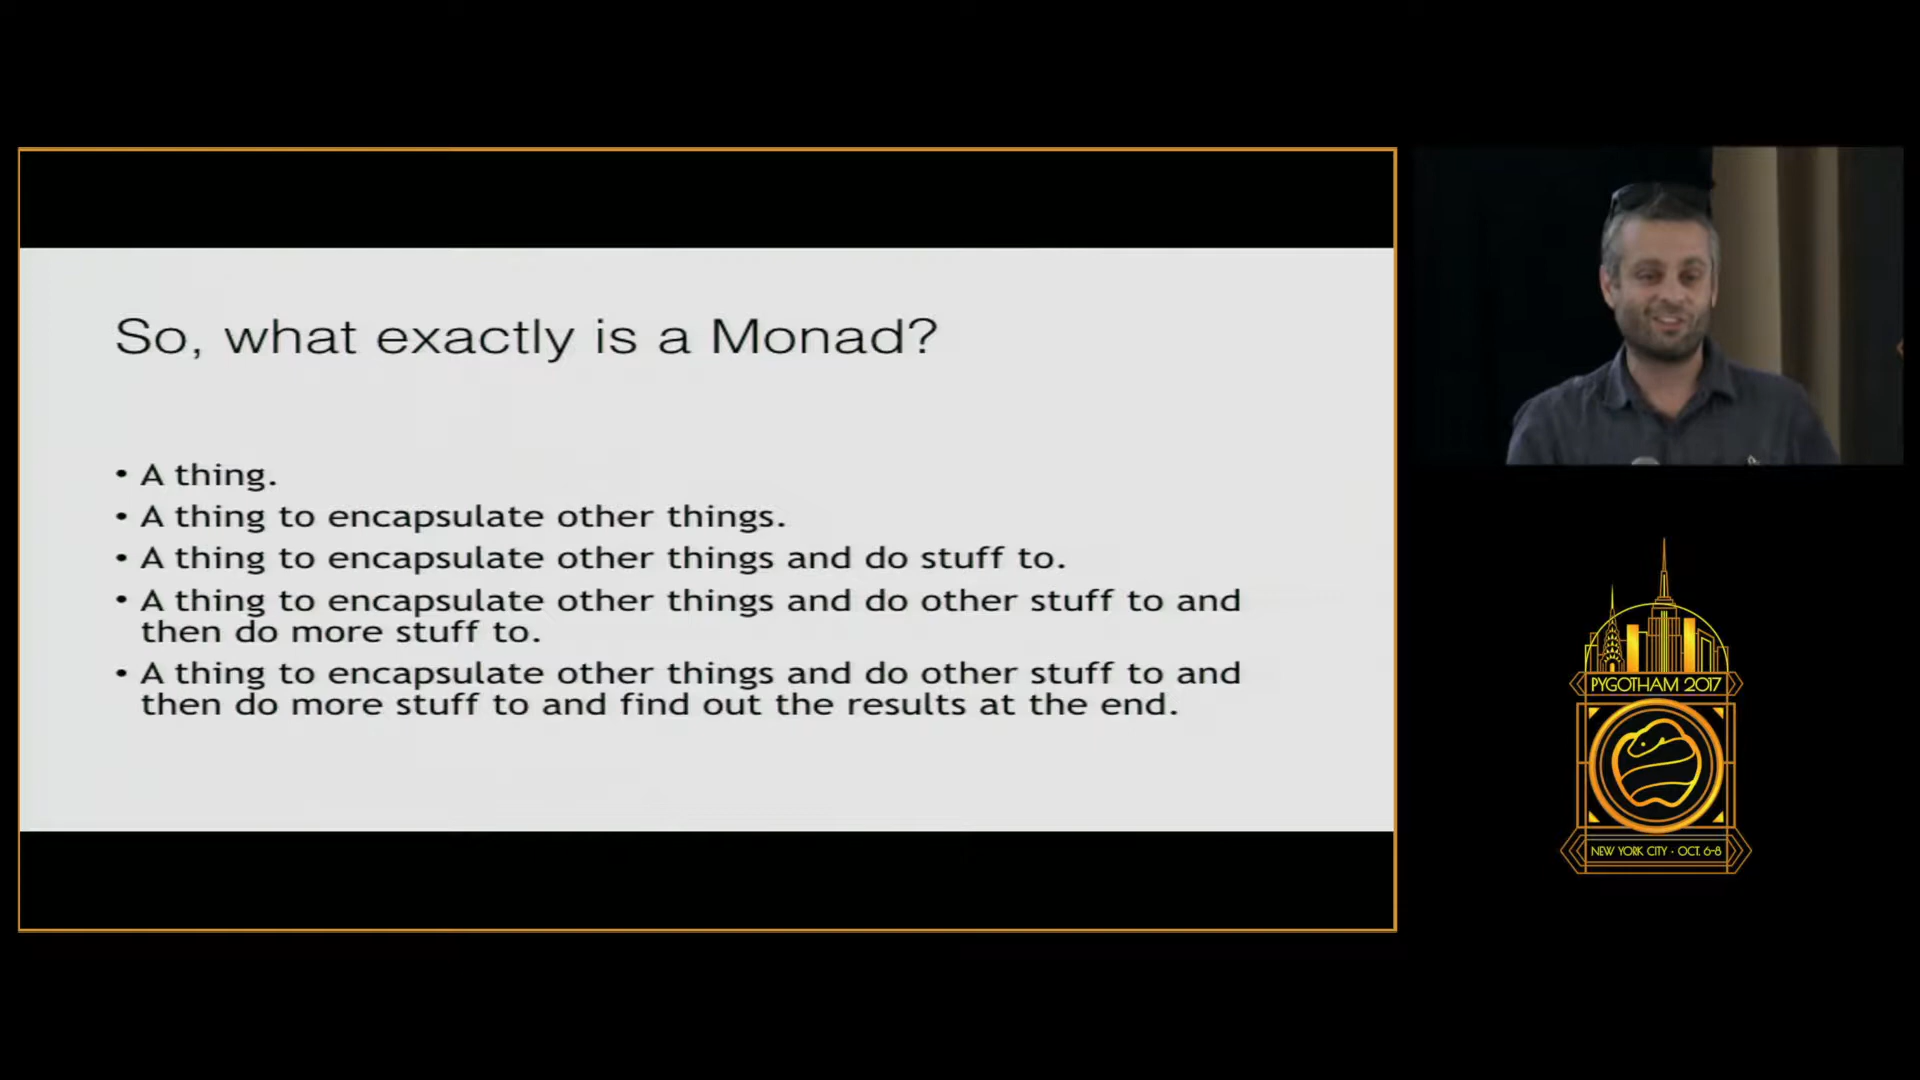 So, what exactly is a Monad?
• A thing.
• A thing to encapsulate other things.
• A thing to encapsulate other things and do stuff to.
• A thing to encapsulate other things and do other stuff to and
then do more stuff to.
• A thing to encapsulate other things and do other stuff to and
then do more stuff to and find out the results at the end.
PYGOTHAM 2017
NEW YORK CITY • OCT. 6-8